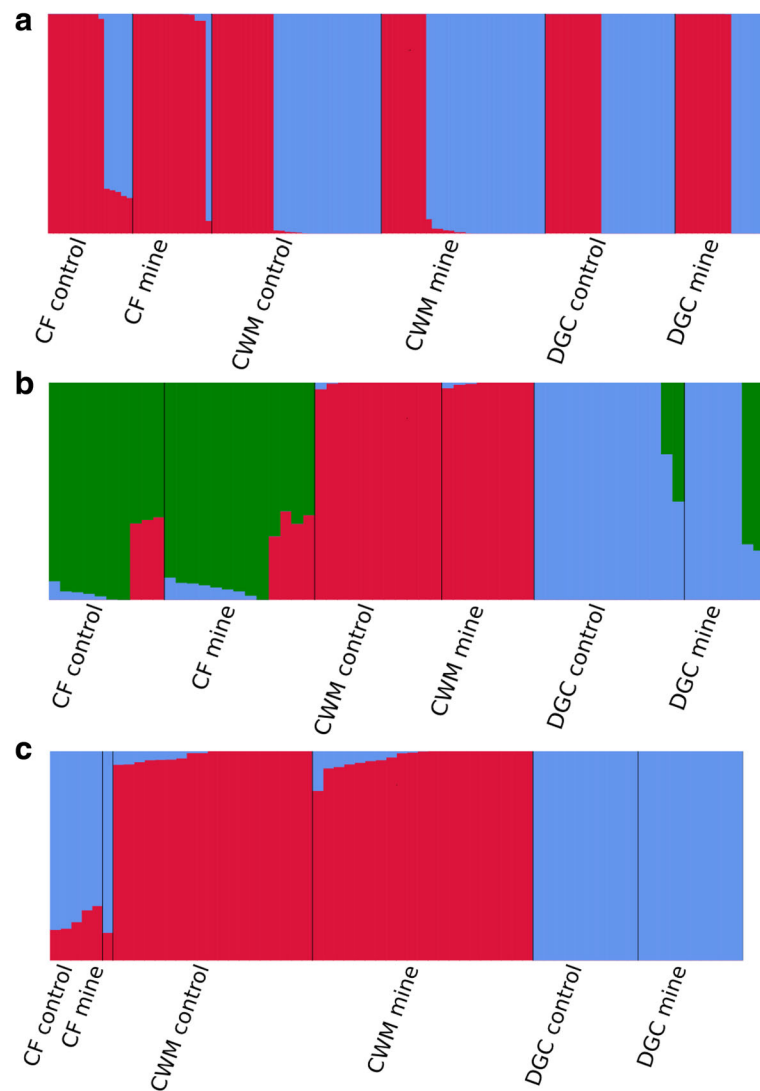 a
CF control
CF mine
CWM control
CWM mine
DGC control
DGC mine
b
CF control
CF mine
CWM control
CWM mine
DGC control
DGC mine
c
CF control
CF mine
CWM control
CWM mine
DGC control
DGC mine